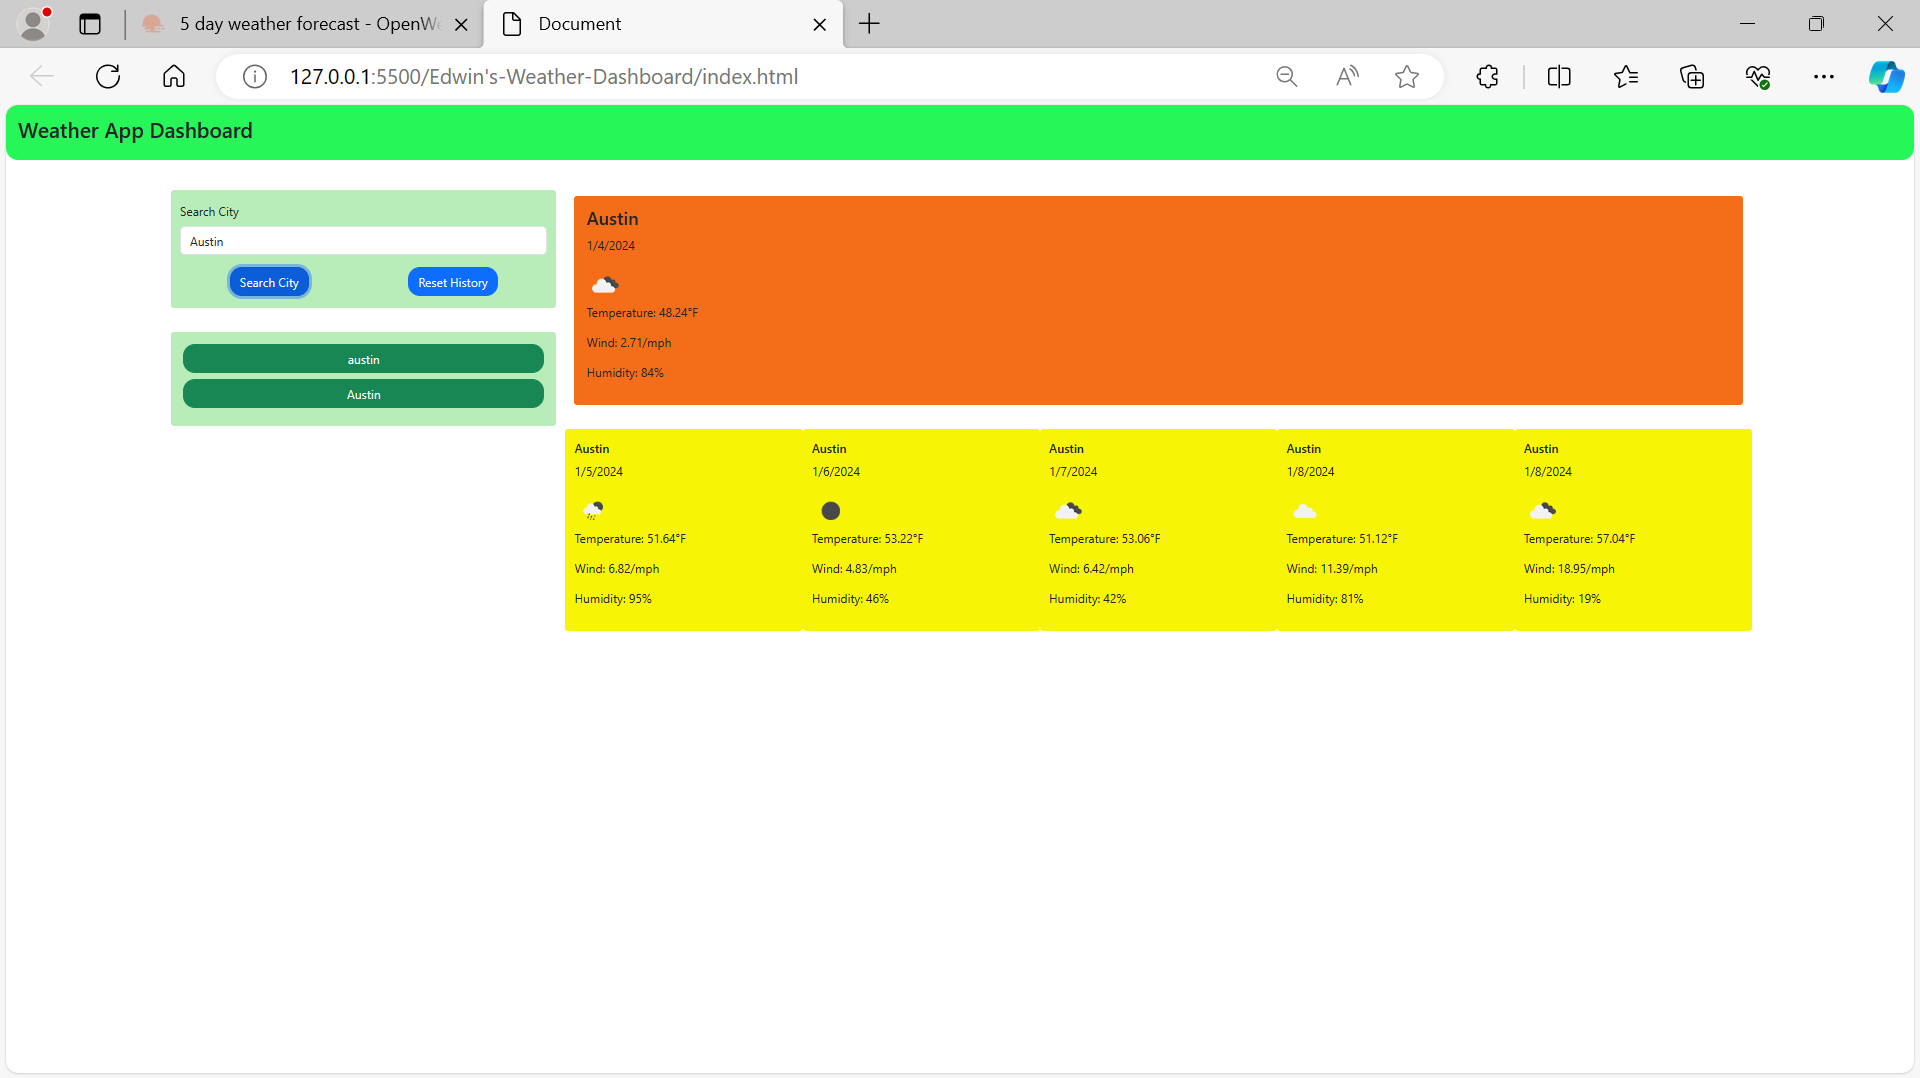 5 day weather forecast - OpenWe
Document
127.0.0.1:5500/Edwin's-Weather-Dashboard/index.html
Weather App Dashboard
Search City
Austin
Search City
Reset History
austin
Austin
Austin
1/4/2024
Temperature: 48.24°F
Wind: 2.71/mph
Humidity: 84%
Austin
1/5/2024
Temperature: 51.64°F
Wind: 6.82/mph
Humidity: 95%
Austin
1/6/2024
Temperature: 53.22°F
Wind: 4.83/mph
Humidity: 46%
Austin
1/7/2024
Temperature: 53.06°F
Wind: 6.42/mph
Humidity: 42%
Austin
1/8/2024
Temperature: 51.12°F
Wind: 11.39/mph
Humidity: 81%
Austin
1/8/2024
Temperature: 57.04°F
Wind: 18.95/mph
Humidity: 19%